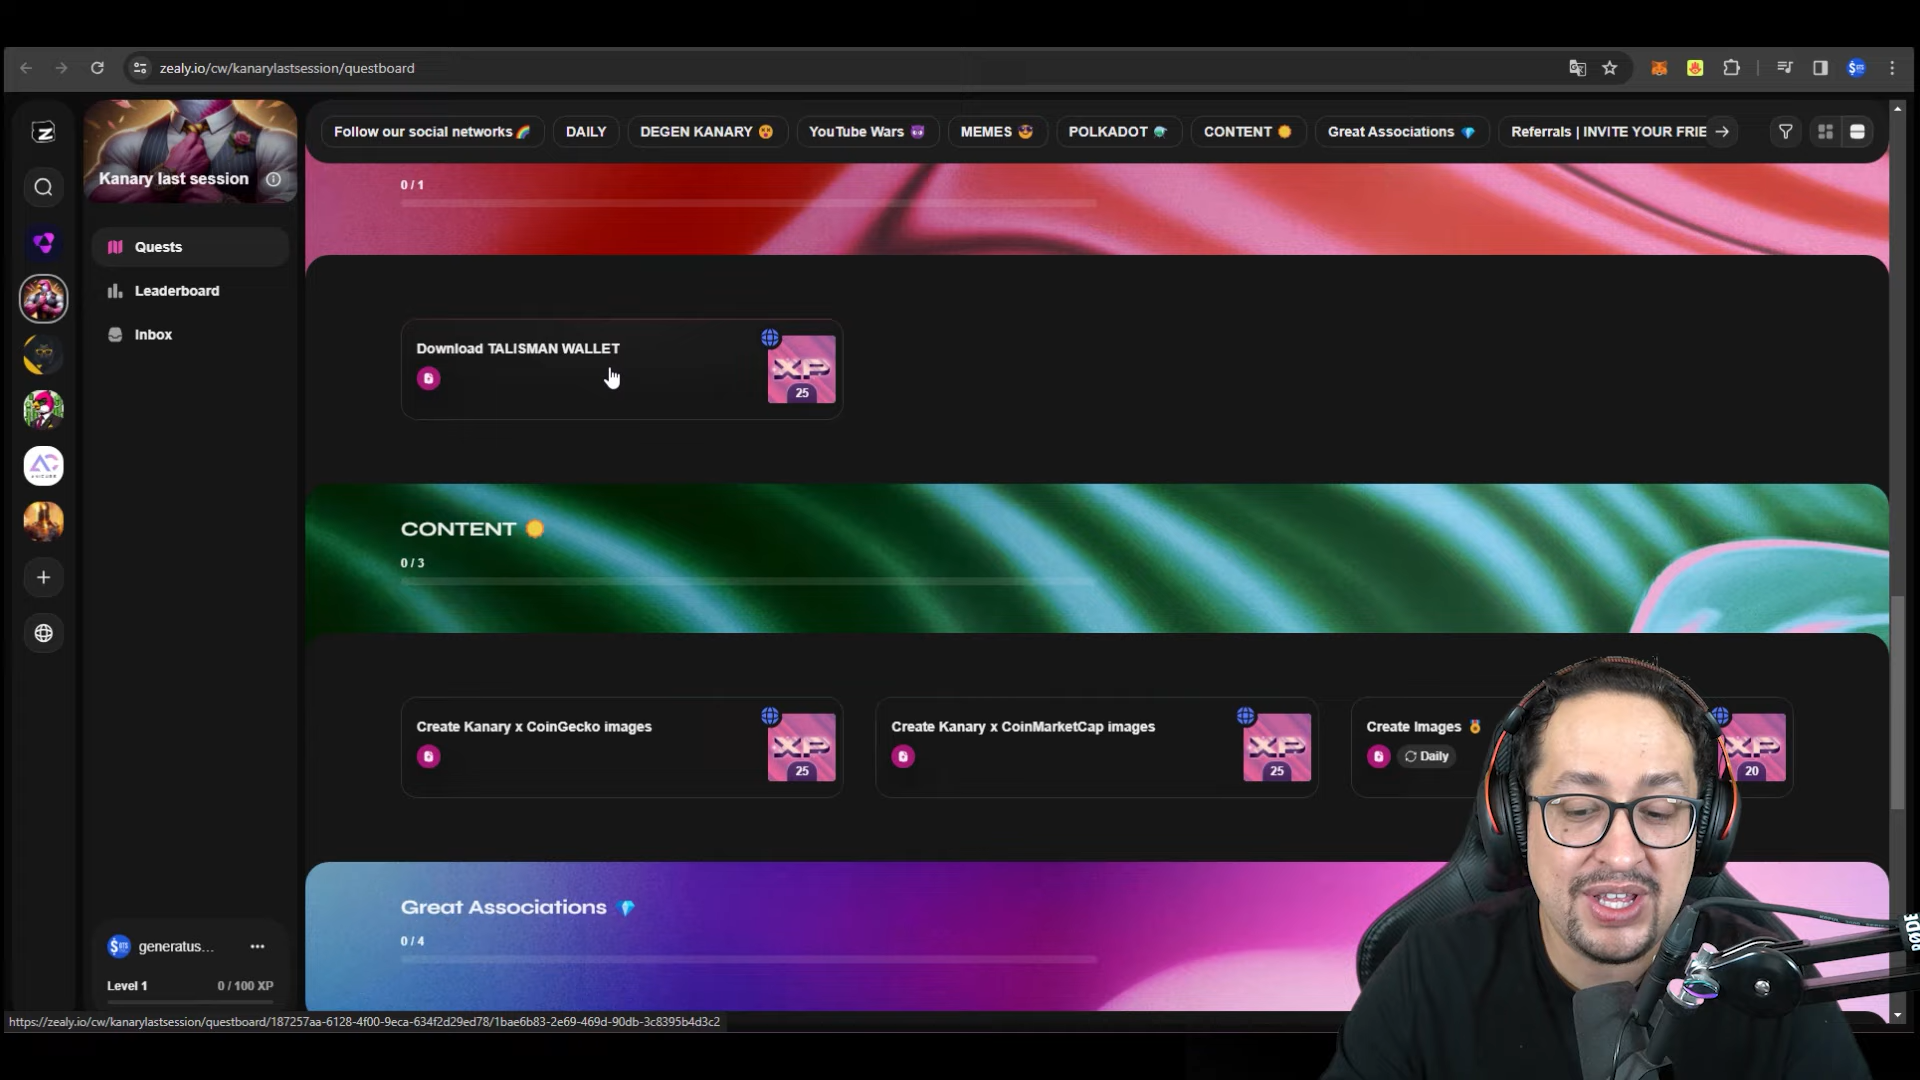 zealy.io/cw/kanarylastsession/questboard
Kanary last session
Quests
Leaderboard
Inbox
Follow our social networks🌈
DAILY
DEGEN KANARY 🥵
YouTube Wars 😈
MEMES 😎
POLKADOT
CONTENT
Great Associations 💎
Referrals | INVITE YOUR FRIE
0 / 1
Download TALISMAN WALLET
XP
25
CONTENT
0 / 3
Create Kanary x CoinGecko images
XP
25
Create Kanary x CoinMarketCap images
XP
25
Create Images 🏅
Daily
XP
20
Great Associations 💎
0 / 4
generatus...
Level 1
0 / 100 XP
https://zealy.io/cw/kanarylastsession/questboard/187257aa-6128-4f00-9eca-634f2d29ed78/1bae6b83-2e69-469d-90db-3c8395b4d3c2
RØDE